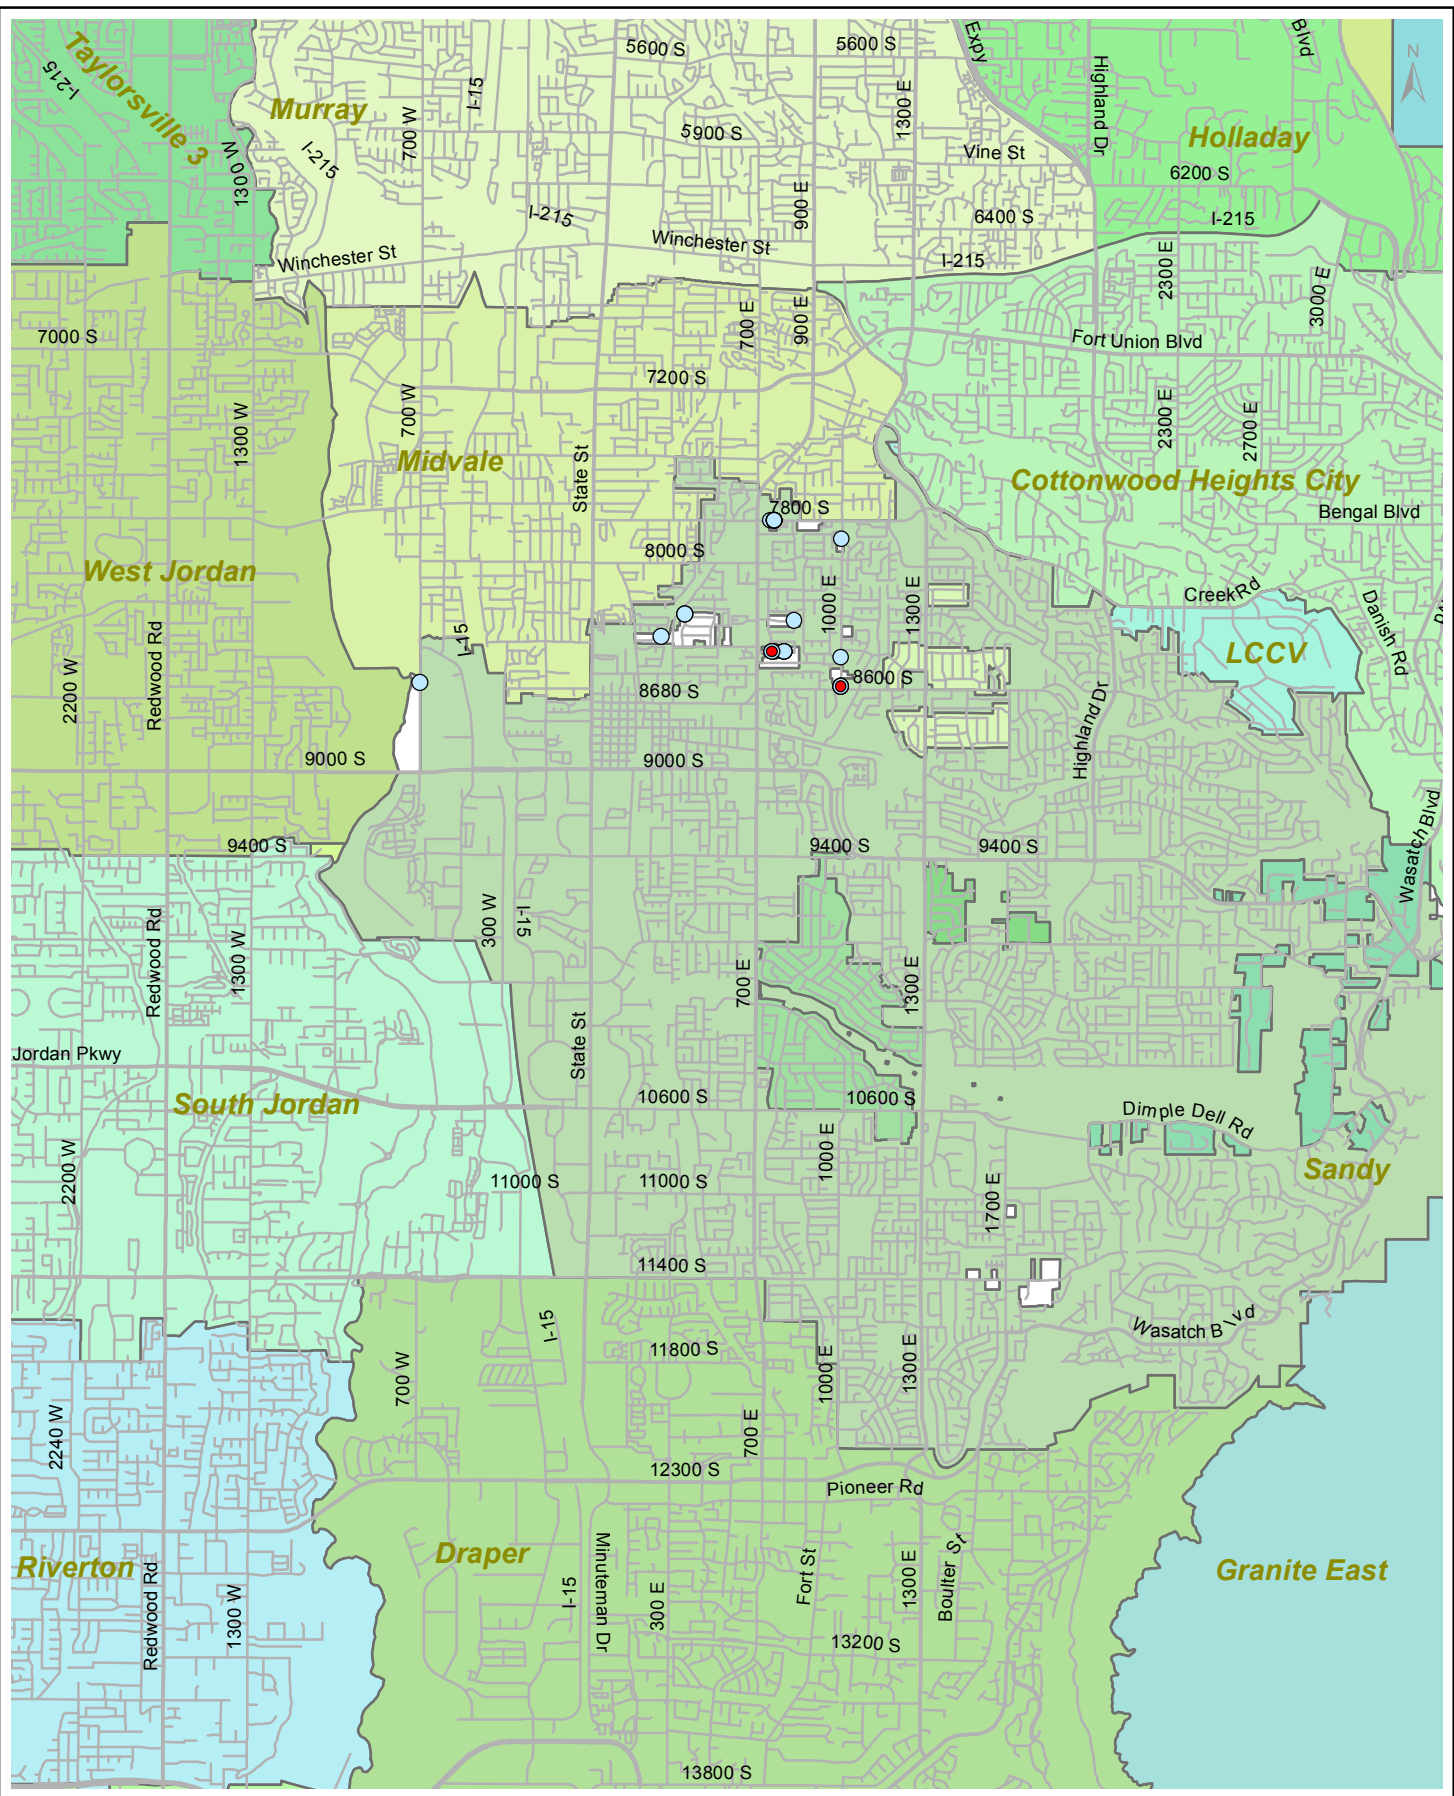 Taylorsville 3
I-215
Murray
I-215
1300 W
700 W
I-15
5600 S
5600 S
Expy
Blvd
N
Highland Dr
1300 E
5900 S
Vine St
Holladay
6200 S
900 E
6400 S
I-215
I-215
Winchester St
I-215
Winchester St
2300 E
3000 E
7000 S
700 E
900 E
Fort Union Blvd
7200 S
1300 W
700 W
2300 E
2700 E
Midvale
State St
Cottonwood Heights City
7800 S
Bengal Blvd
8000 S
West Jordan
1000 E
1300 E
Creek Rd
Danish Rd
I-15
LCCV
2200 W
Redwood Rd
8680 S
8600 S
Highland Dr
9000 S
9000 S
9400 S
9400 S
9400 S
Wasatch Blvd
Redwood Rd
1300 W
300 W
I-15
700 E
1300 E
Jordan Pkwy
State St
South Jordan
10600 S
10600 S
Dimple Dell Rd
2200 W
1000 E
11000 S
11000 S
1700 E
Sandy
11400 S
I-15
Wasatch Blvd
11800 S
700 W
1000 E
1300 E
2240 W
700 E
12300 S
Pioneer Rd
Riverton
Redwood Rd
1300 W
Draper
I-15
Minuteman Dr
300 E
Fort St
1300 E
Boulter St
Granite East
13200 S
13800 S